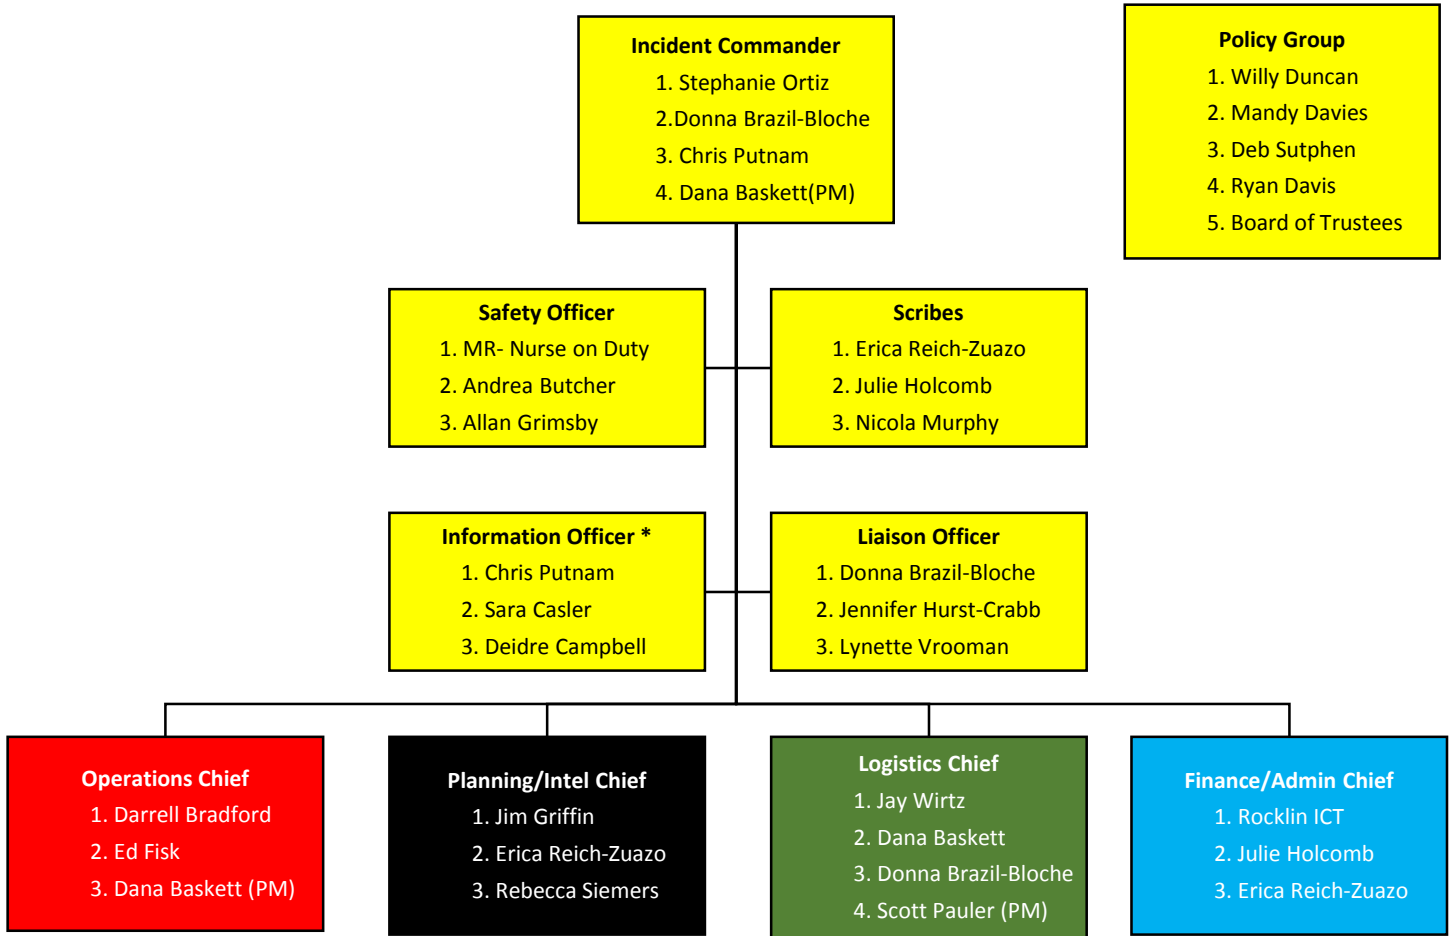 Incident Commander
1. Stephanie Ortiz
2.Donna Brazil-Bloche
3. Chris Putnam
4. Dana Baskett(PM)
Policy Group
1. Willy Duncan
2. Mandy Davies
3. Deb Sutphen
4. Ryan Davis
5. Board of Trustees
Safety Officer
1. MR- Nurse on Duty
2. Andrea Butcher
3. Allan Grimsby
Scribes
1. Erica Reich-Zuazo
2. Julie Holcomb
3. Nicola Murphy
Information Officer *
1. Chris Putnam
2. Sara Casler
3. Deidre Campbell
Liaison Officer
1. Donna Brazil-Bloche
2. Jennifer Hurst-Crabb
3. Lynette Vrooman
Operations Chief
1. Darrell Bradford
2. Ed Fisk
3. Dana Baskett (PM)
Planning/Intel Chief
1. Jim Griffin
2. Erica Reich-Zuazo
3. Rebecca Siemers
Logistics Chief
1. Jay Wirtz
2. Dana Baskett
3. Donna Brazil-Bloche
4. Scott Pauler (PM)
Finance/Admin Chief
1. Rocklin ICT
2. Julie Holcomb
3. Erica Reich-Zuazo